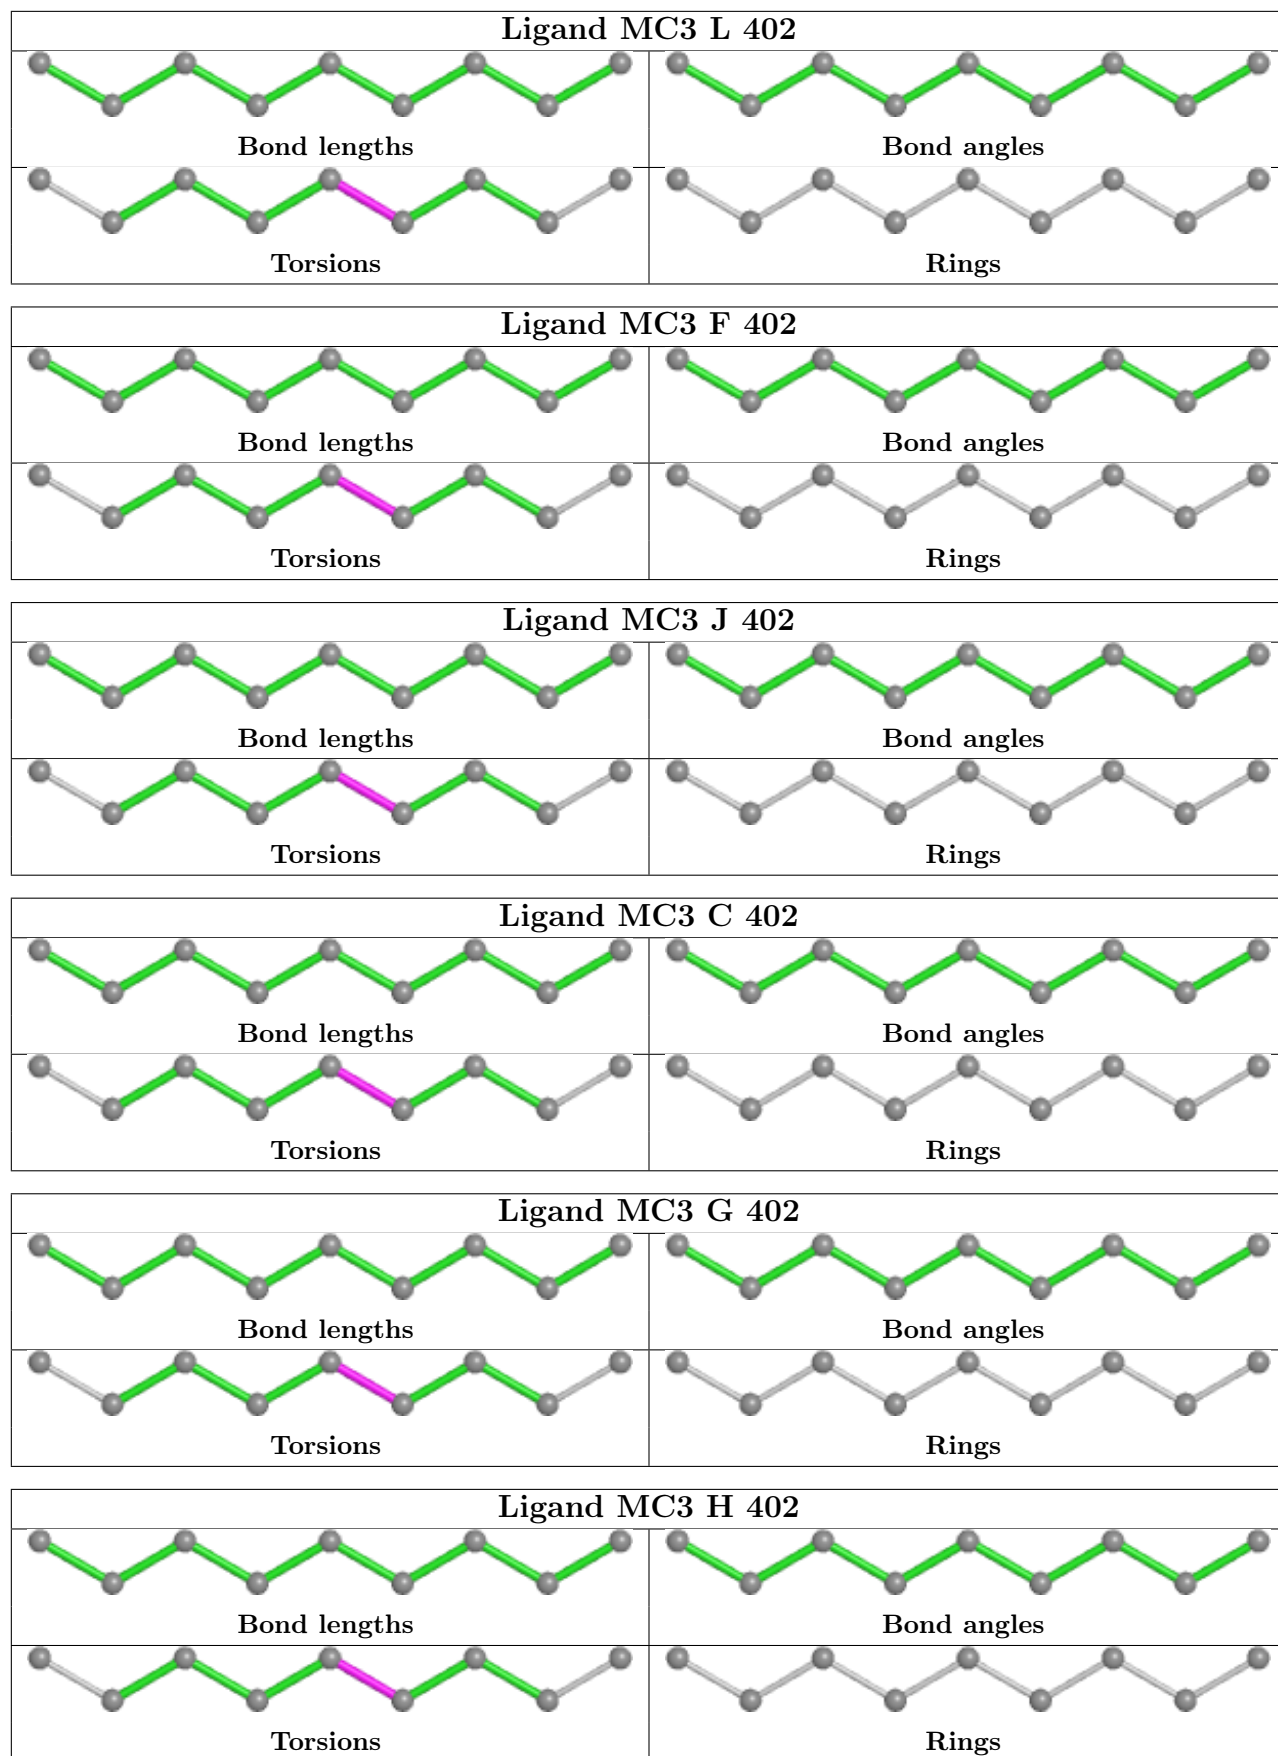 Ligand MC3 L 402
Bond lengths Bond angles
Torsions Rings
Ligand MC3 F 402
Bond lengths Bond angles
Torsions Rings
Ligand MC3 J 402
Bond lengths Bond angles
Torsions Rings
Ligand MC3 C 402
Bond lengths Bond angles
Torsions Rings
Ligand MC3 G 402
Bond lengths Bond angles
Torsions Rings
Ligand MC3 H 402
Bond lengths Bond angles
Torsions Rings